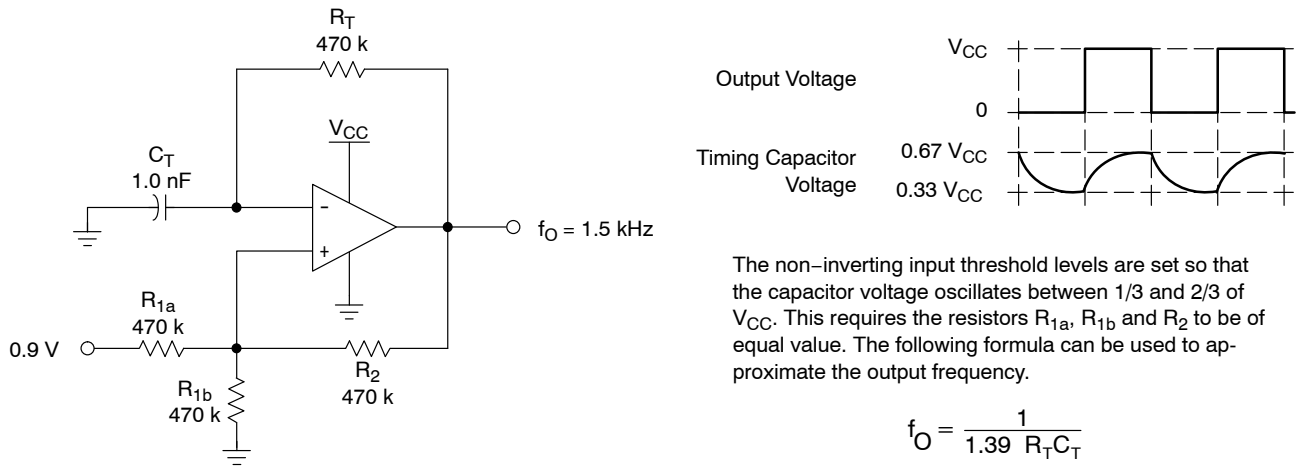 R_T
470 k
V_CC
C_T
1.0 nF
−
+
f_O = 1.5 kHz
R_1a
470 k
0.9 V
R_1b
470 k
R_2
470 k
Output Voltage
V_CC
0
Timing Capacitor
Voltage
0.67 V_CC
0.33 V_CC
The non−inverting input threshold levels are set so that
the capacitor voltage oscillates between 1/3 and 2/3 of
V_CC. This requires the resistors R_1a, R_1b and R_2 to be of
equal value. The following formula can be used to ap-
proximate the output frequency.
f_O = 1 / 1.39 R_TC_T